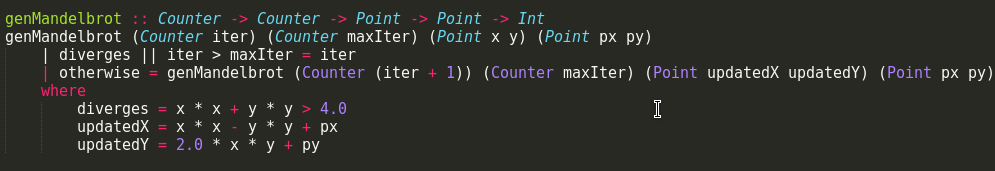 genMandelbrot :: Counter -> Counter -> Point -> Point -> Int
genMandelbrot (Counter iter) (Counter maxIter) (Point x y) (Point px py)
    | diverges || iter > maxIter = iter
    | otherwise = genMandelbrot (Counter (iter + 1)) (Counter maxIter) (Point updatedX updatedY) (Point px py)
    where
        diverges = x * x + y * y > 4.0
        updatedX = x * x - y * y + px
        updatedY = 2.0 * x * y + py